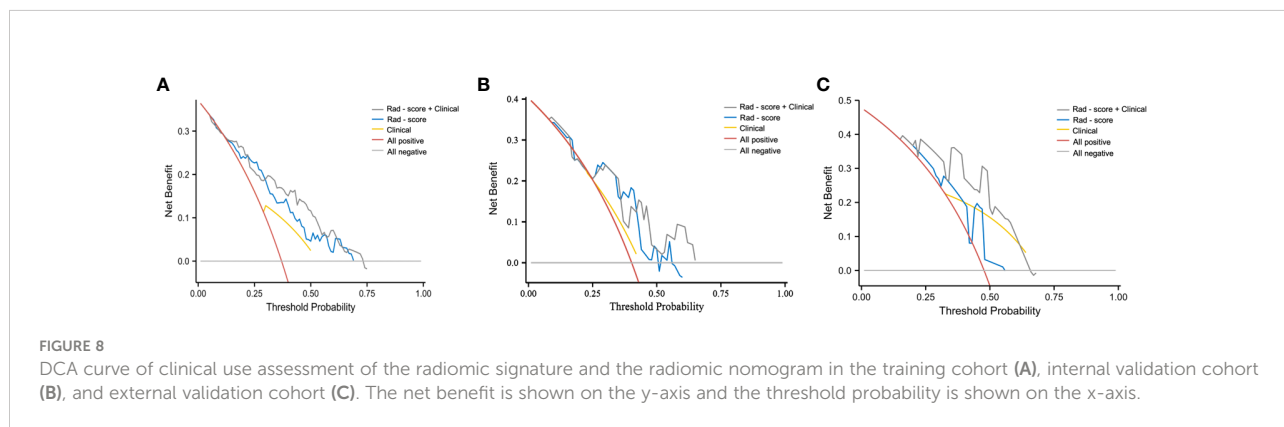 A
Rad - score + Clinical
Rad - score
Clinical
All positive
All negative
Net Benefit
0.3
0.2
0.1
0.0
0.00 0.25 0.50 0.75 1.00
Threshold Probability
B
Rad - score + Clinical
Rad - score
Clinical
All positive
All negative
Net Benefit
0.4
0.3
0.2
0.1
0.0
0.00 0.25 0.50 0.75 1.00
Threshold Probability
C
Rad - score + Clinical
Rad - score
Clinical
All positive
All negative
Net Benefit
0.5
0.4
0.3
0.2
0.1
0.0
0.00 0.25 0.50 0.75 1.00
Threshold Probability
FIGURE 8
DCA curve of clinical use assessment of the radiomic signature and the radiomic nomogram in the training cohort (A), internal validation cohort
(B), and external validation cohort (C). The net benefit is shown on the y-axis and the threshold probability is shown on the x-axis.